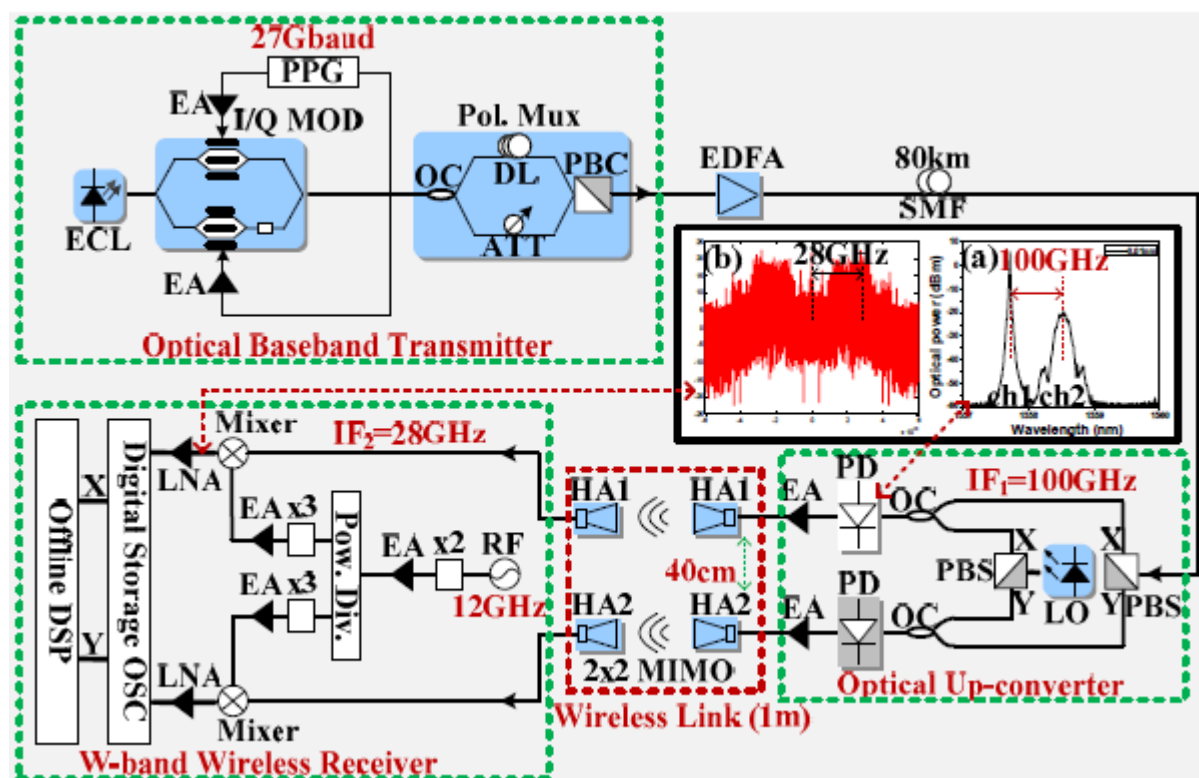 27Gbaud
PPG
EA
I/Q MOD
ECL
EA
Pol. Mux
OC
DL
PBC
ATT
Optical Baseband Transmitter
EDFA
80km
SMF
(b)
28GHz
(a)
100GHz
Optical power (dBm)
ch1
ch2
Wavelength (nm)
Mixer
IF₂=28GHz
LNA
X
Digital Storage OSC
Offline DSP
Y
EA
x3
Pow. Div.
EA
x2
RF
12GHz
EA
x3
LNA
Mixer
W-band Wireless Receiver
HA1
HA1
40cm
HA2
HA2
2x2 MIMO
Wireless Link (1m)
PD
EA
OC
IF₁=100GHz
X
X
PBS
LO
PBS
Y
Y
PD
EA
OC
Optical Up-converter